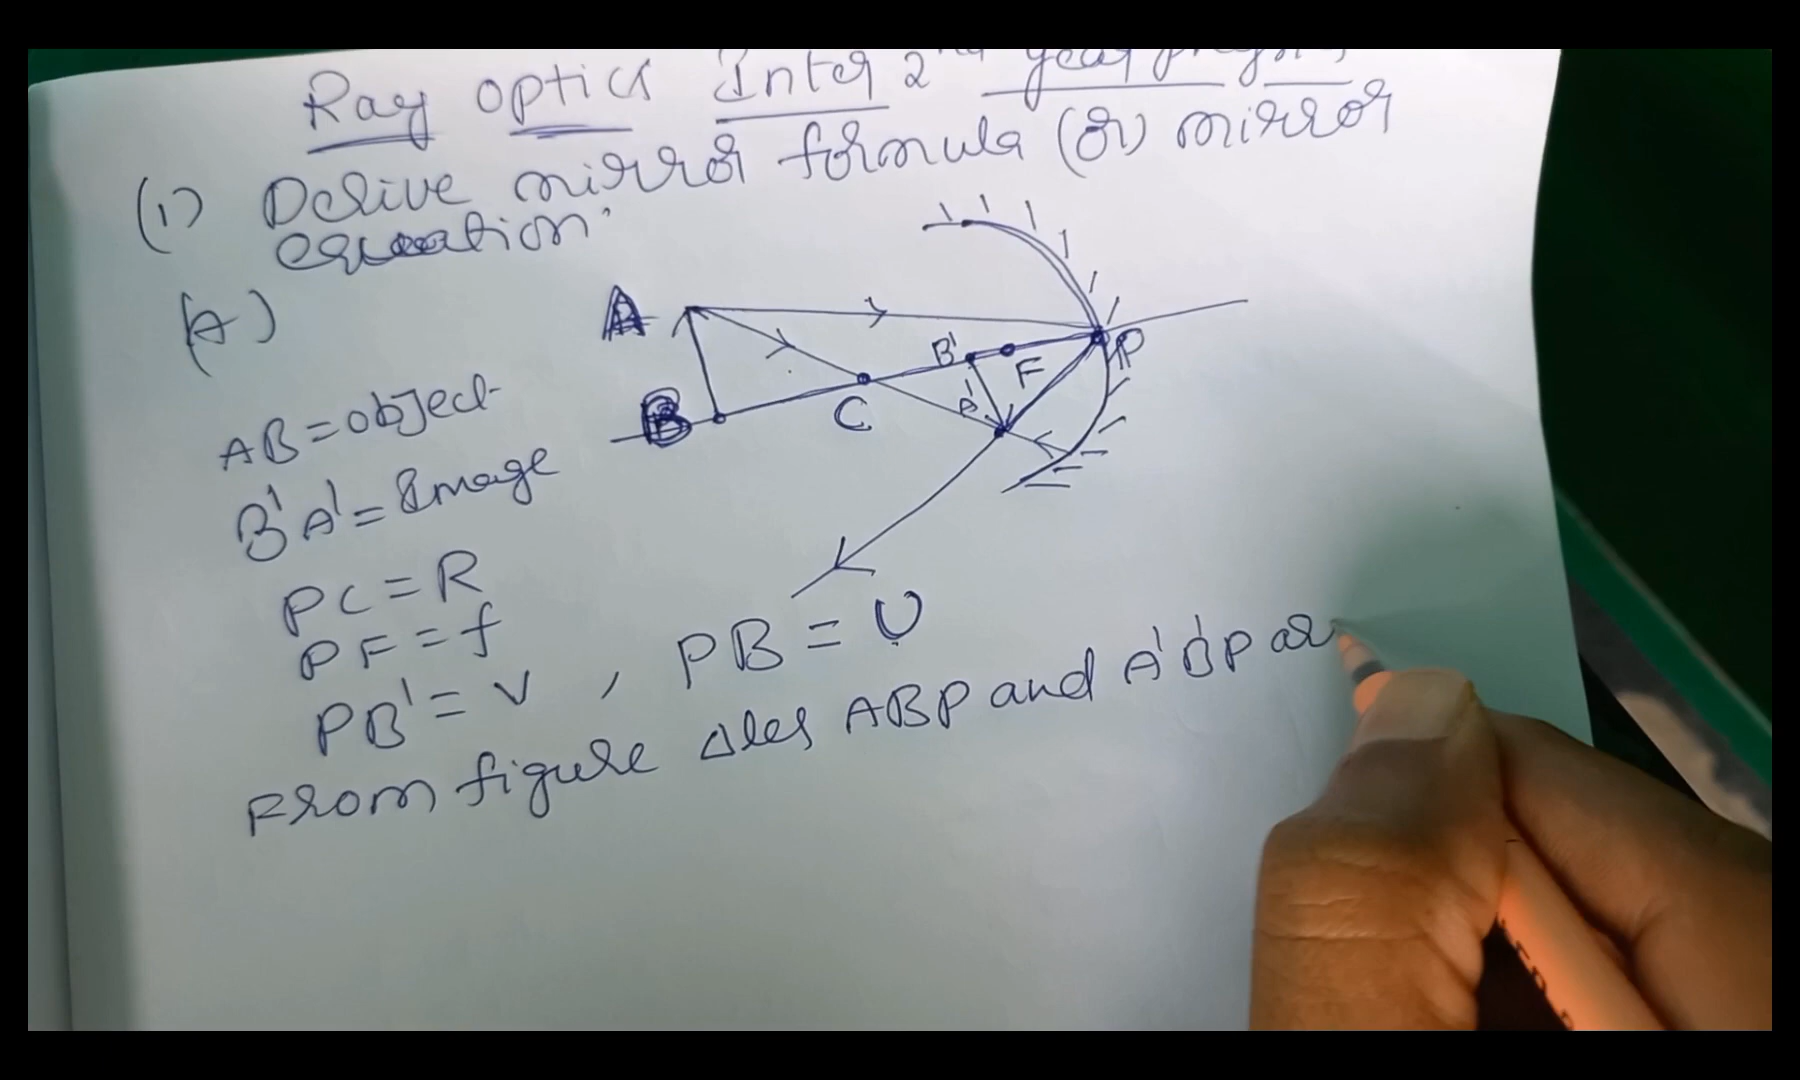 Ray optics Inter 2nd year physics
(1) Derive mirror formula (or) mirror
equation.
(A)
A
B
C
B'
A'
F
P
AB = object
B'A' = Image
PC = R
PF = f
PB' = v , PB = U
From figure Δles ABP and A'B'P ar